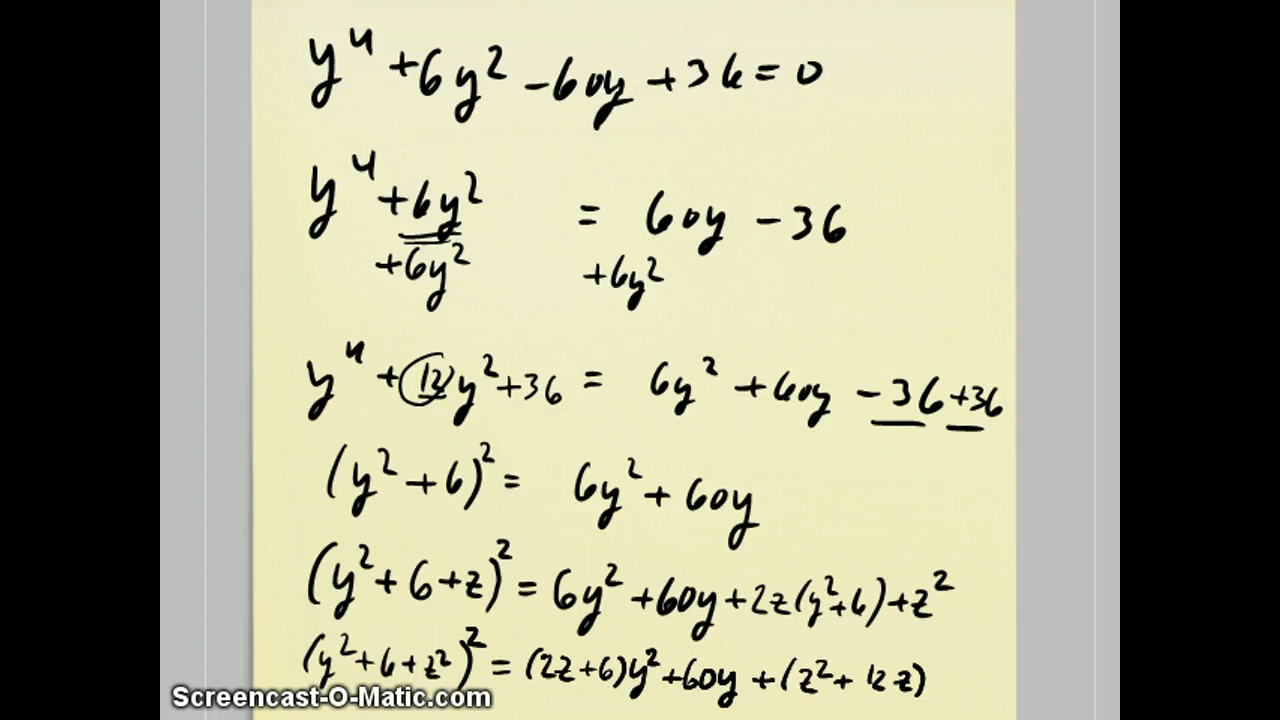 y⁴ +6y² -60y +36 = 0
y⁴ +6y² = 60y - 36
+6y² +6y²
y⁴ + 12y² +36 = 6y² + 60y - 36 +36
(y² + 6)² = 6y² + 60y
(y² + 6 + z)² = 6y² + 60y + 2z(y² + 6) + z²
(y² + 6 + z²)² = (2z + 6)y² + 60y + (z² + 12z)
Screencast-O-Matic.com